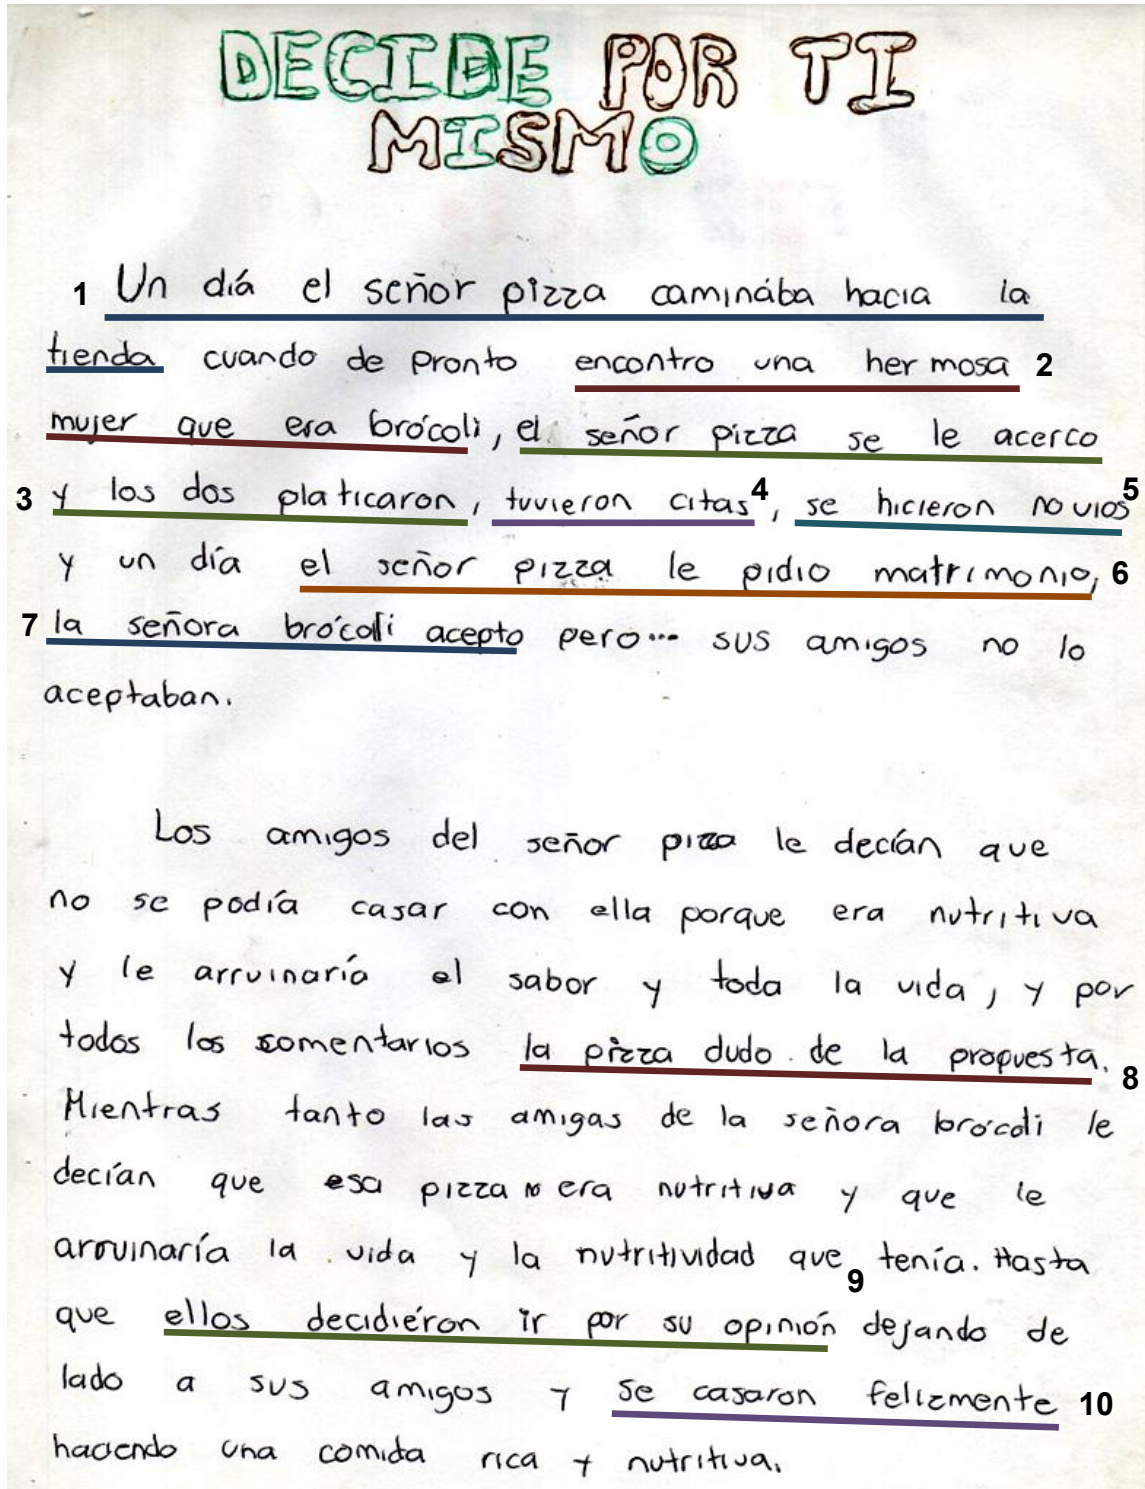 DECIDE POR TI
MISMO
1 Un día el señor pizza caminába hacia la
tienda cuando de pronto encontro una her mosa 2
mujer que era brócoli, el señor pizza se le acerco
3 y los dos platicaron, tuvieron citas 4, se hicieron novios 5
y un día el señor pizza le pidio matrimonio, 6
7 la señora brócoli acepto pero... sus amigos no lo
aceptaban.
Los amigos del señor pizza le decían que
no se podía casar con ella porque era nutritiva
y le arruinaría el sabor y toda la vida, y por
todos los comentarios la pizza dudo de la propuesta. 8
Mientras tanto las amigas de la señora brócoli le
decían que esa pizza no era nutritiva y que le
arruinaría la vida y la nutritividad que tenía. Hasta
9
que ellos decidiéron ir por su opinión dejando de
lado a sus amigos y se casaron felizmente 10
haciendo una comida rica y nutritiva.